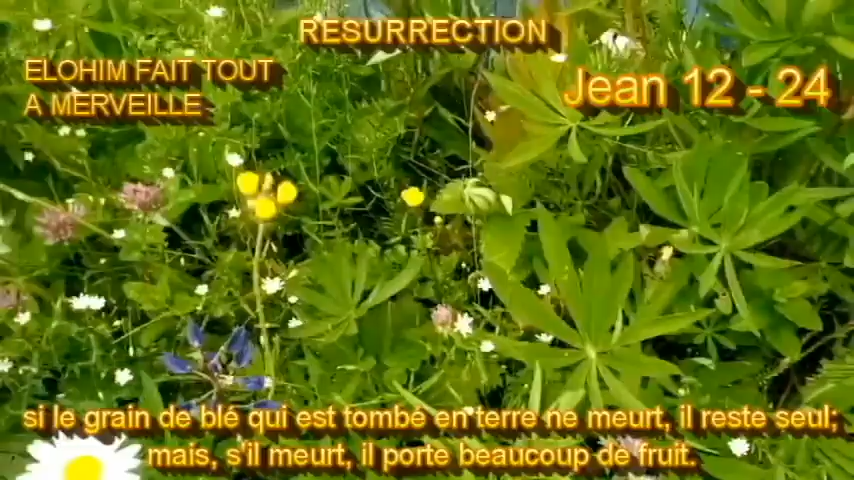 RESURRECTION
ELOHIM FAIT TOUT
A MERVEILLE
Jean 12 - 24
si le grain de blé qui est tombé en terre ne meurt, il reste seul;
mais, s'il meurt, il porte beaucoup de fruit.